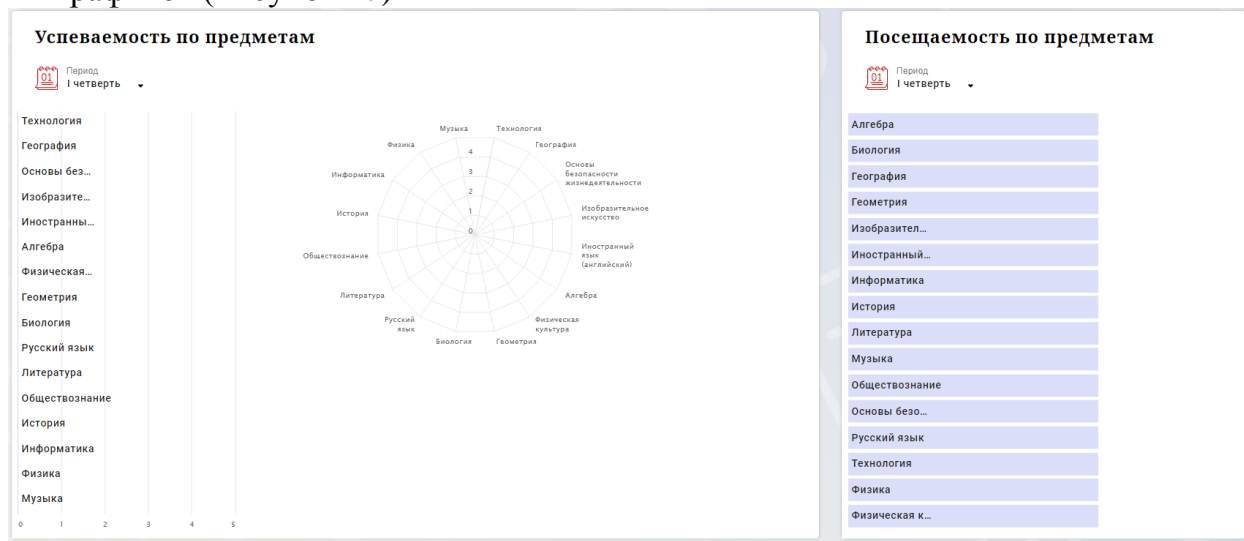 Успеваемость по предметам
01
Период
I четверть
Технология
География
Основы без...
Изобразите...
Иностранны...
Алгебра
Физическая...
Геометрия
Биология
Русский язык
Литература
Обществознание
История
Информатика
Физика
Музыка
0 1 2 3 4 5
Музыка
Технология
География
Основы
безопасности
жизнедеятельности
Изобразительное
искусство
Иностранный
язык
(английский)
Алгебра
Физическая
культура
Геометрия
Биология
Русский
язык
Литература
Обществознание
История
Информатика
Физика
4
3
2
1
0
Посещаемость по предметам
01
Период
I четверть
Алгебра
Биология
География
Геометрия
Изобразител...
Иностранный...
Информатика
История
Литература
Музыка
Обществознание
Основы безо...
Русский язык
Технология
Физика
Физическая к...